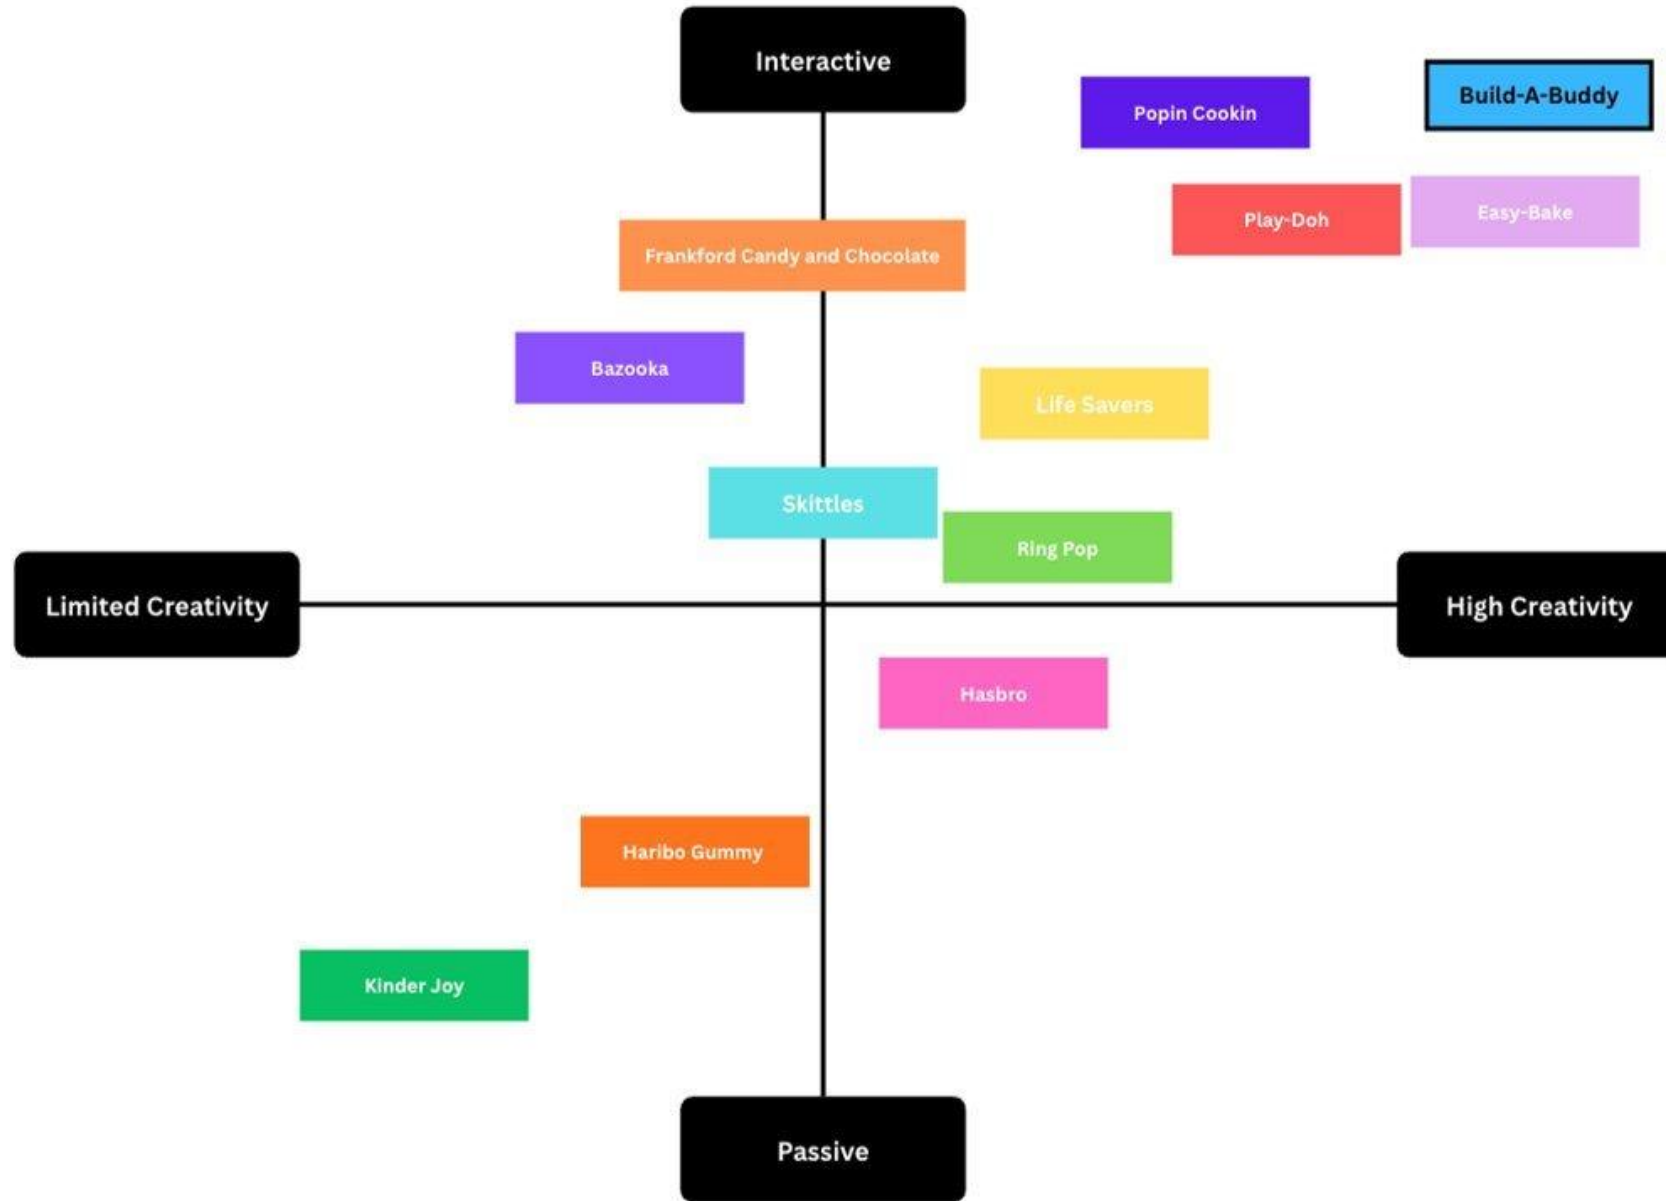 Interactive
Build-A-Buddy
Popin Cookin
Easy-Bake
Play-Doh
Frankford Candy and Chocolate
Bazooka
Life Savers
Skittles
Ring Pop
Limited Creativity
High Creativity
Hasbro
Haribo Gummy
Kinder Joy
Passive